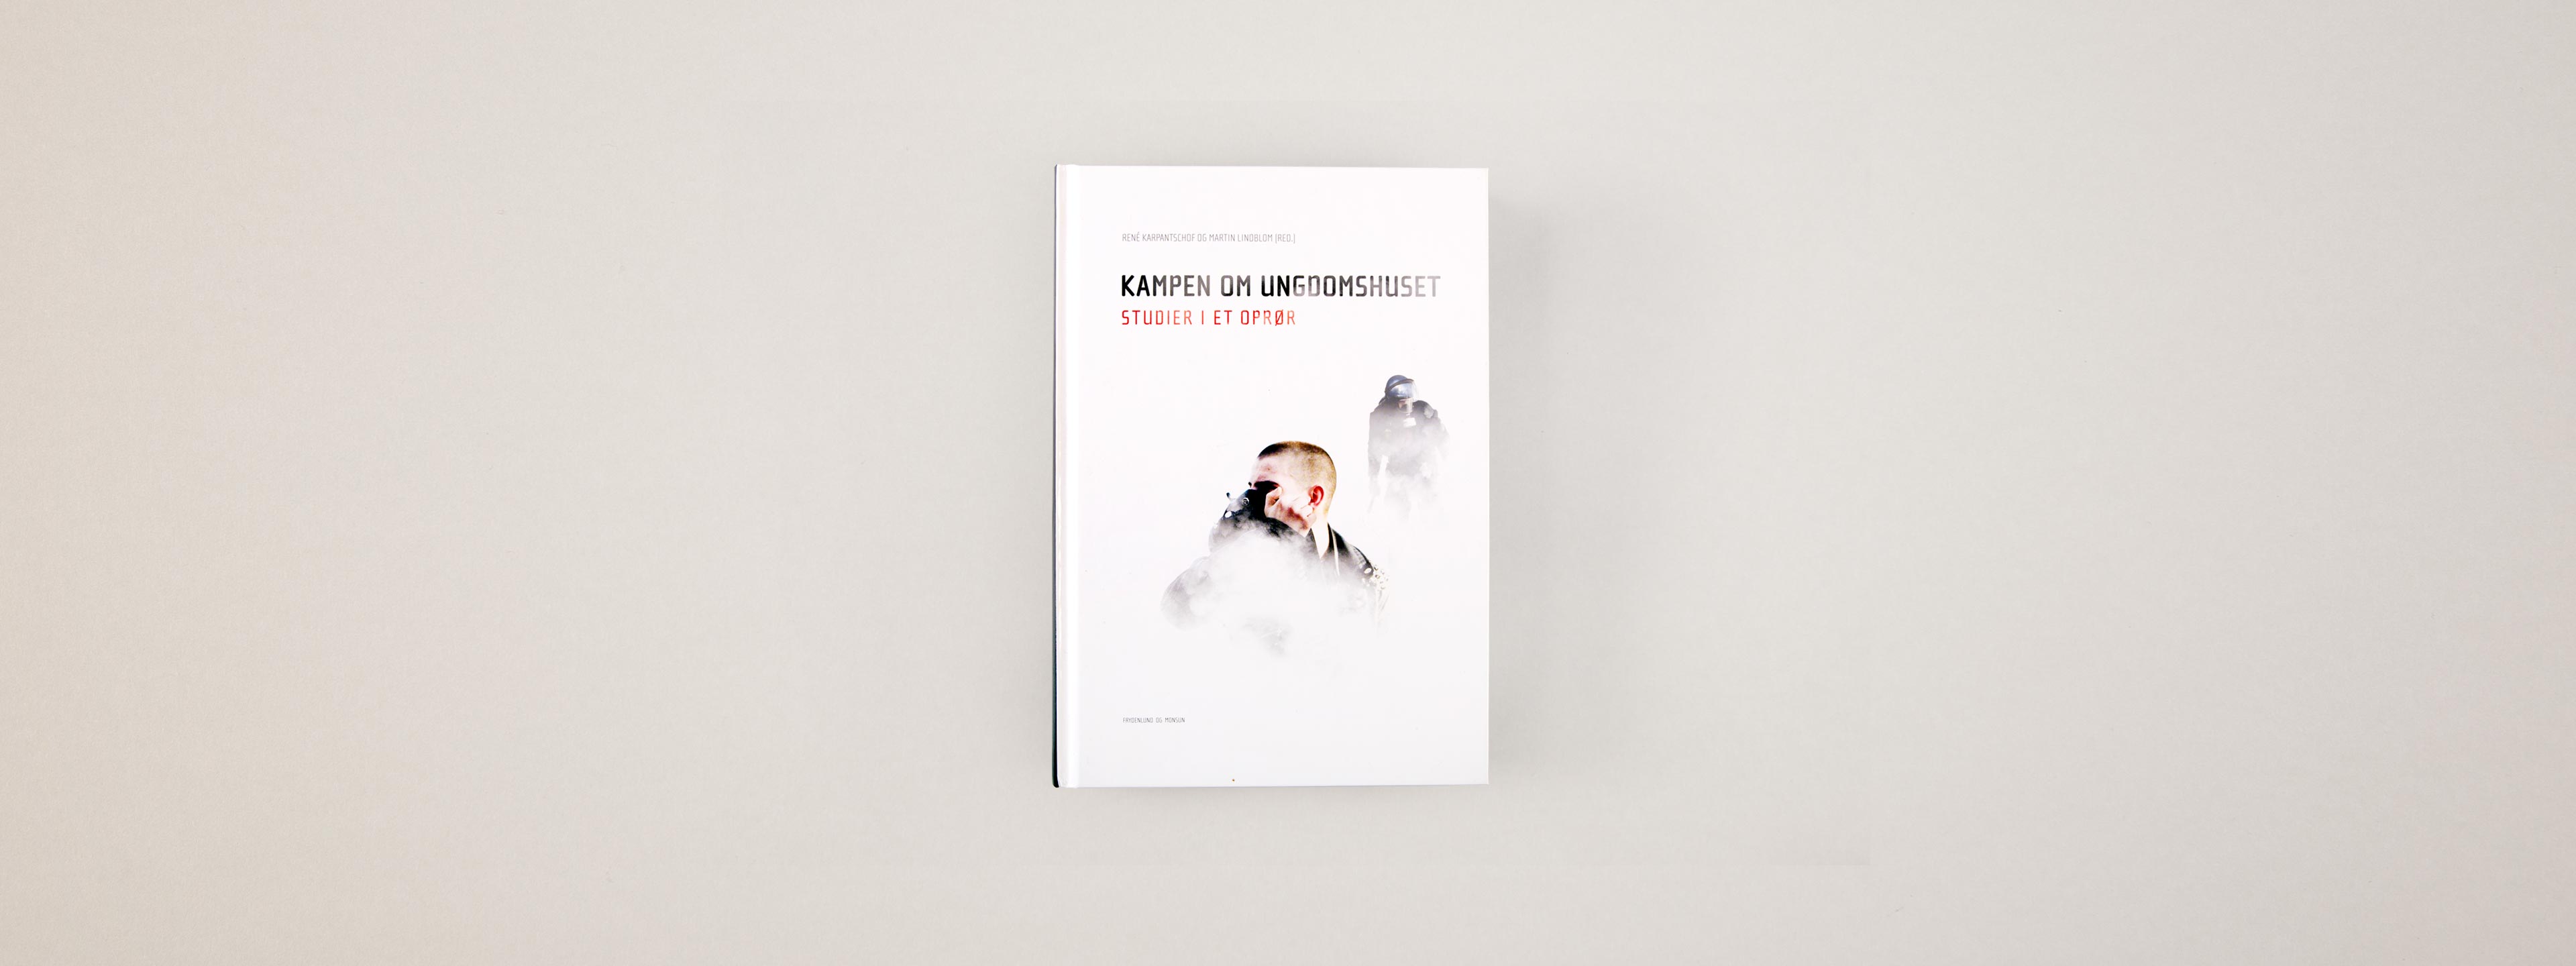 RENÉ KARPANTSCHOF OG MARTIN LINDBLOM (RED.)
KAMPEN OM UNGDOMSHUSET
STUDIER I ET OPRØR
FRYDENLUND OG MONSUN